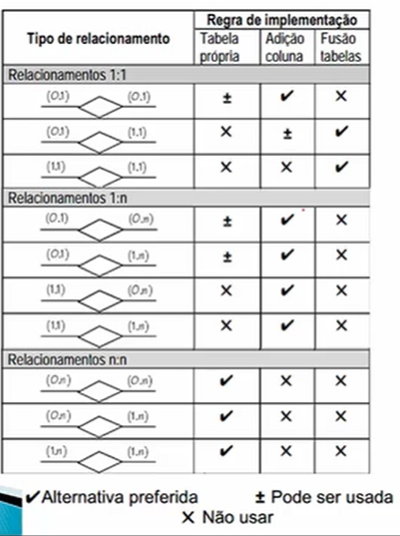 Tipo de relacionamento Regra de implementação
Tabela própria Adição coluna Fusão tabelas
Relacionamentos 1:1
(0,1) (0,1) ± ✔ ✕
(0,1) (1,1) ✕ ± ✔
(1,1) (1,1) ✕ ✕ ✔
Relacionamentos 1:n
(0,1) (0,n) ± ✔ ✕
(0,1) (1,n) ± ✔ ✕
(1,1) (0,n) ✕ ✔ ✕
(1,1) (1,n) ✕ ✔ ✕
Relacionamentos n:n
(0,n) (0,n) ✔ ✕ ✕
(0,n) (1,n) ✔ ✕ ✕
(1,n) (1,n) ✔ ✕ ✕
✔Alternativa preferida ± Pode ser usada
✕ Não usar